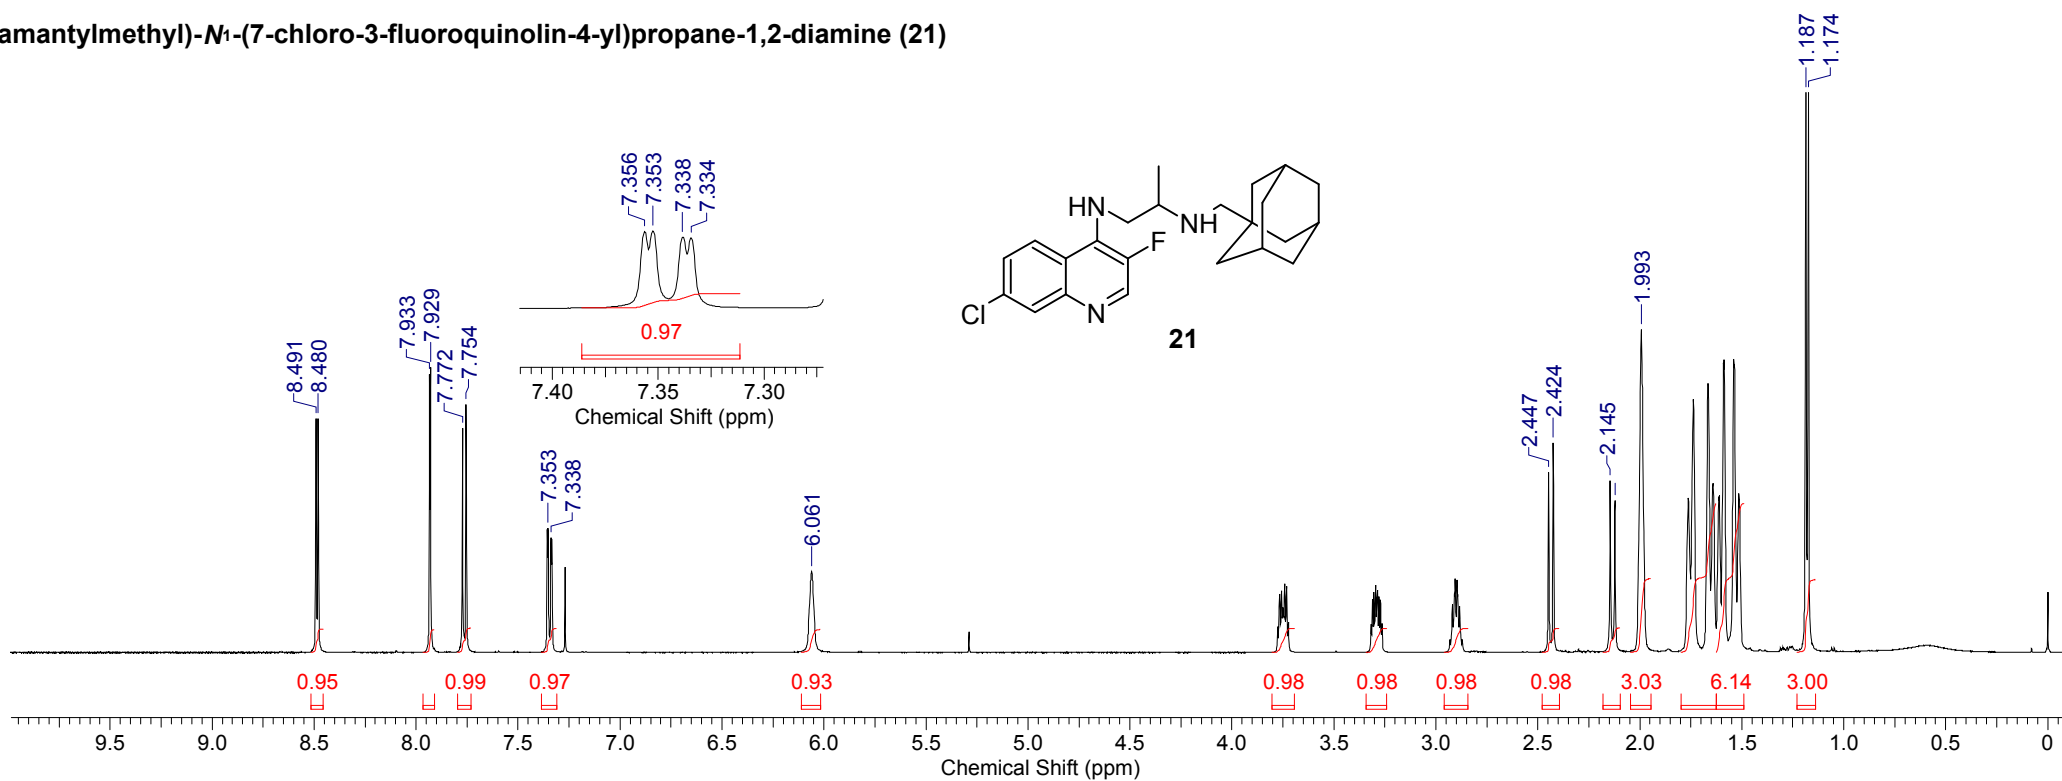 amantylmethyl)-N1-(7-chloro-3-fluoroquinolin-4-yl)propane-1,2-diamine (21)
1.187
1.174
7.356
7.353
7.338
7.334
HN
NH
F
Cl
N
21
0.97
7.40 7.35 7.30
Chemical Shift (ppm)
8.491
8.480
7.933
7.929
7.772
7.754
7.353
7.338
6.061
2.447
2.424
2.145
1.993
0.95 0.99 0.97 0.93 0.98 0.98 0.98 0.98 3.03 6.14 3.00
9.5 9.0 8.5 8.0 7.5 7.0 6.5 6.0 5.5 5.0 4.5 4.0 3.5 3.0 2.5 2.0 1.5 1.0 0.5 0
Chemical Shift (ppm)